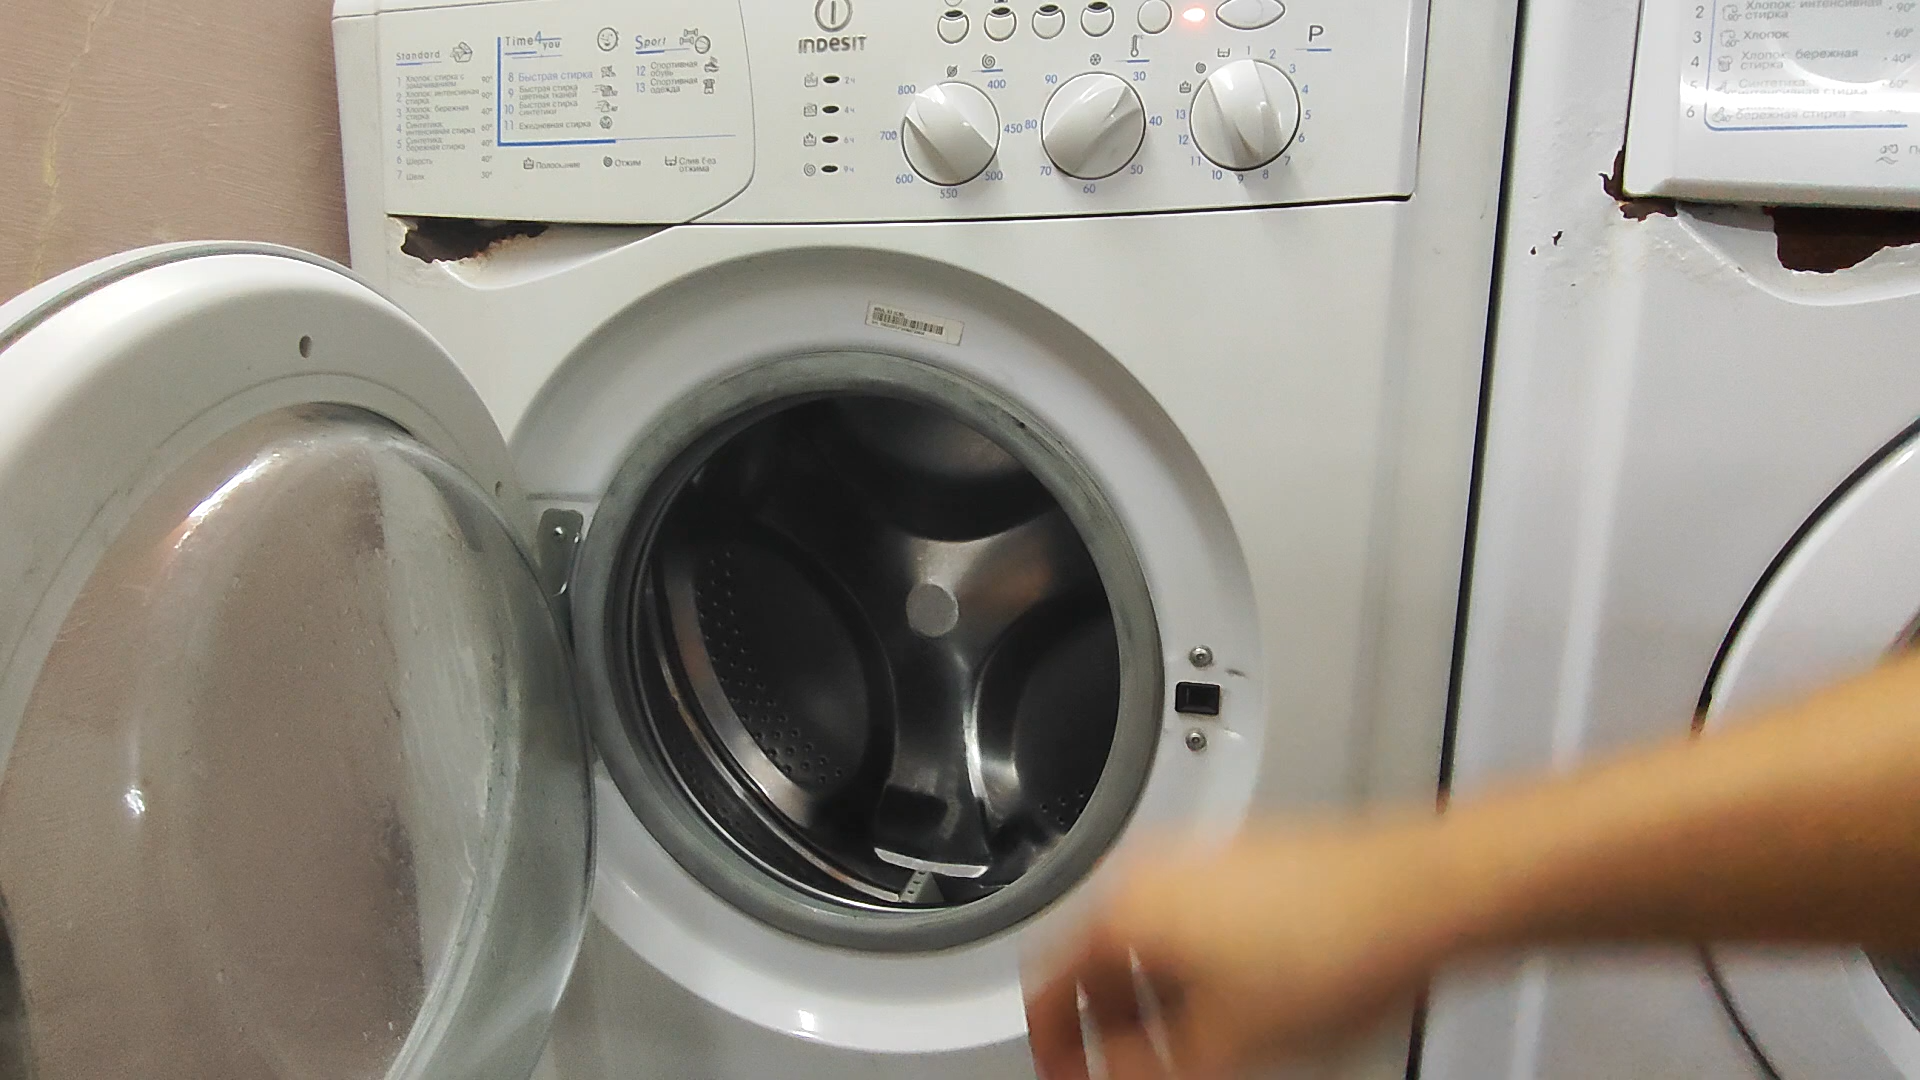 Standard
1 Хлопок: стирка с замачиванием 90°
2 Хлопок: интенсивная стирка 90°
3 Хлопок: бережная стирка 40°
4 Синтетика: интенсивная стирка 60°
5 Синтетика: бережная стирка 40°
6 Шерсть 40°
7 Шелк 30°
Time4you
8 Быстрая стирка
9 Быстрая стирка цветных тканей
10 Быстрая стирка синтетики
11 Ежедневная стирка
Sport
12 Спортивная обувь
13 Спортивная одежда
Полоскание
Отжим
Слив без отжима
INDESIT
2ч
4ч
6ч
9ч
400
450
500
550
600
700
800
30
40
50
60
70
80
90
P
1
2
3
4
5
6
7
8
9
10
11
12
13
2 Хлопок: интенсивная стирка 90°
3 Хлопок 60°
4 Хлопок: бережная стирка 40°
5 Синтетика: интенсивная стирка 60°
6 бережная стирка